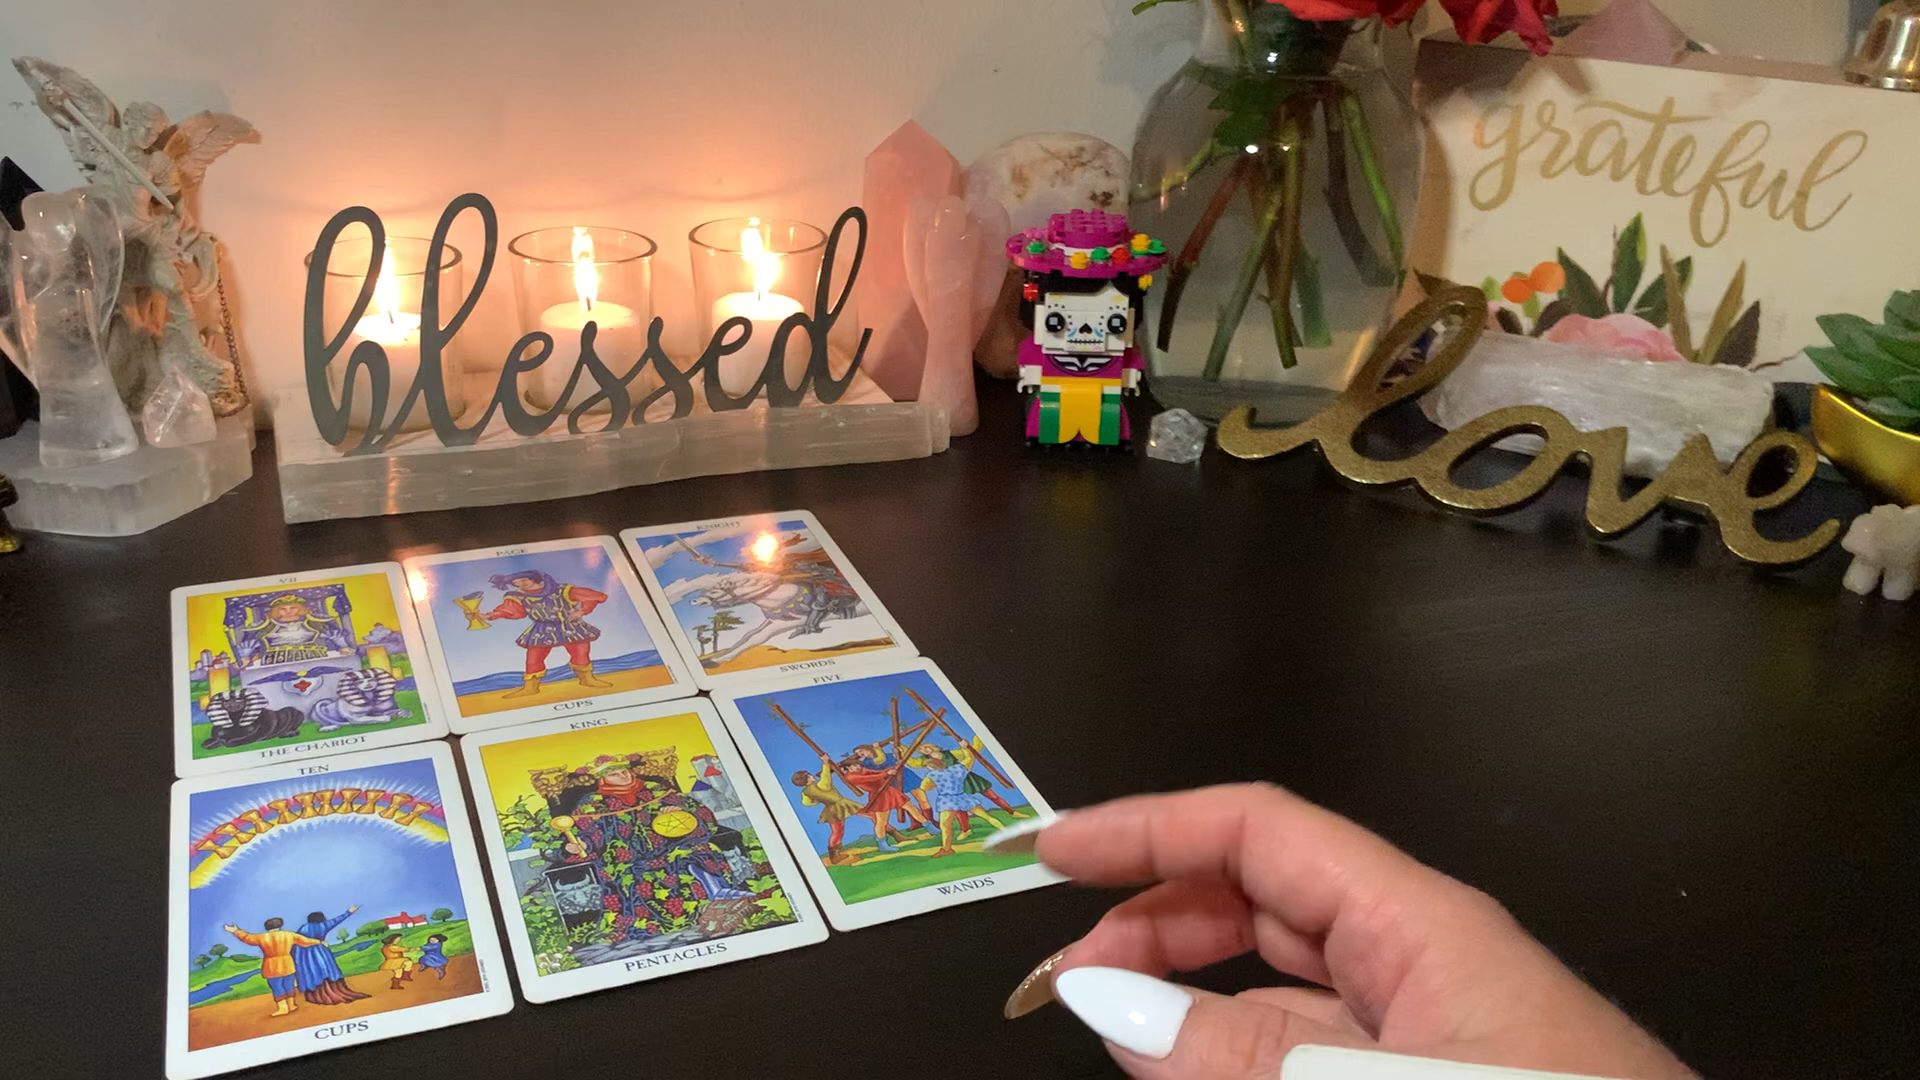 blessed
grateful
love
VII
THE CHARIOT
PAGE
CUPS
KNIGHT
SWORDS
TEN
CUPS
KING
PENTACLES
FIVE
WANDS